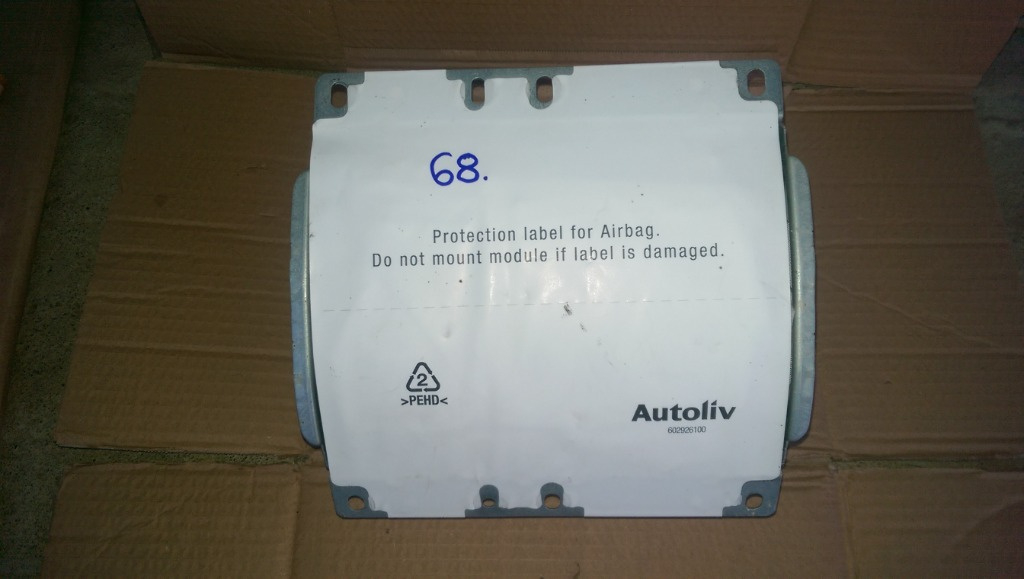 68.
Protection label for Airbag.
Do not mount module if label is damaged.
2
>PEHD<
Autoliv
602926100